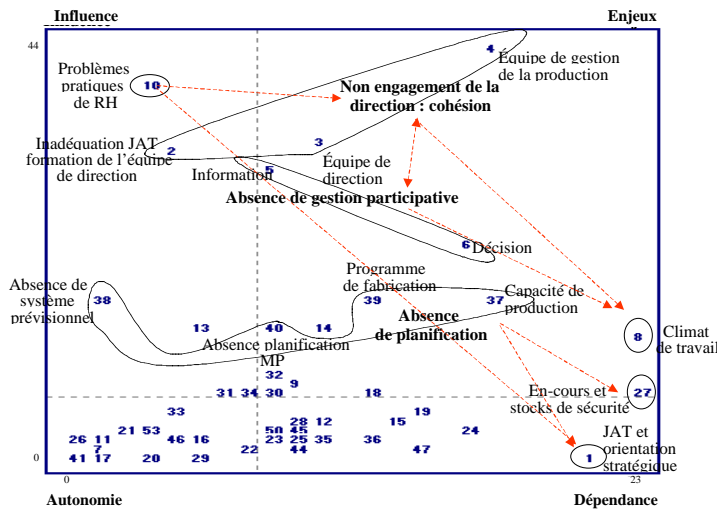 Influence
Enjeux
44
4
Équipe de gestion
de la production
Problèmes
pratiques
de RH
10
Non engagement de la
direction : cohésion
Inadéquation JAT
formation de l'équipe
de direction
2
3
Équipe de
direction
Information
5
Absence de gestion participative
6
Décision
Programme
de fabrication
Absence de
système
prévisionnel
38
39
37
Capacité de
production
13
40
14
Absence
de planification
Absence planification
MP
8
Climat
de travail
32
9
31
34
30
18
En-cours et
stocks de sécurité
27
33
19
28
12
15
21
53
50
45
24
26
11
46
16
23
25
35
36
JAT et
orientation
stratégique
7
22
44
47
41
17
20
29
1
0
0
23
Autonomie
Dépendance